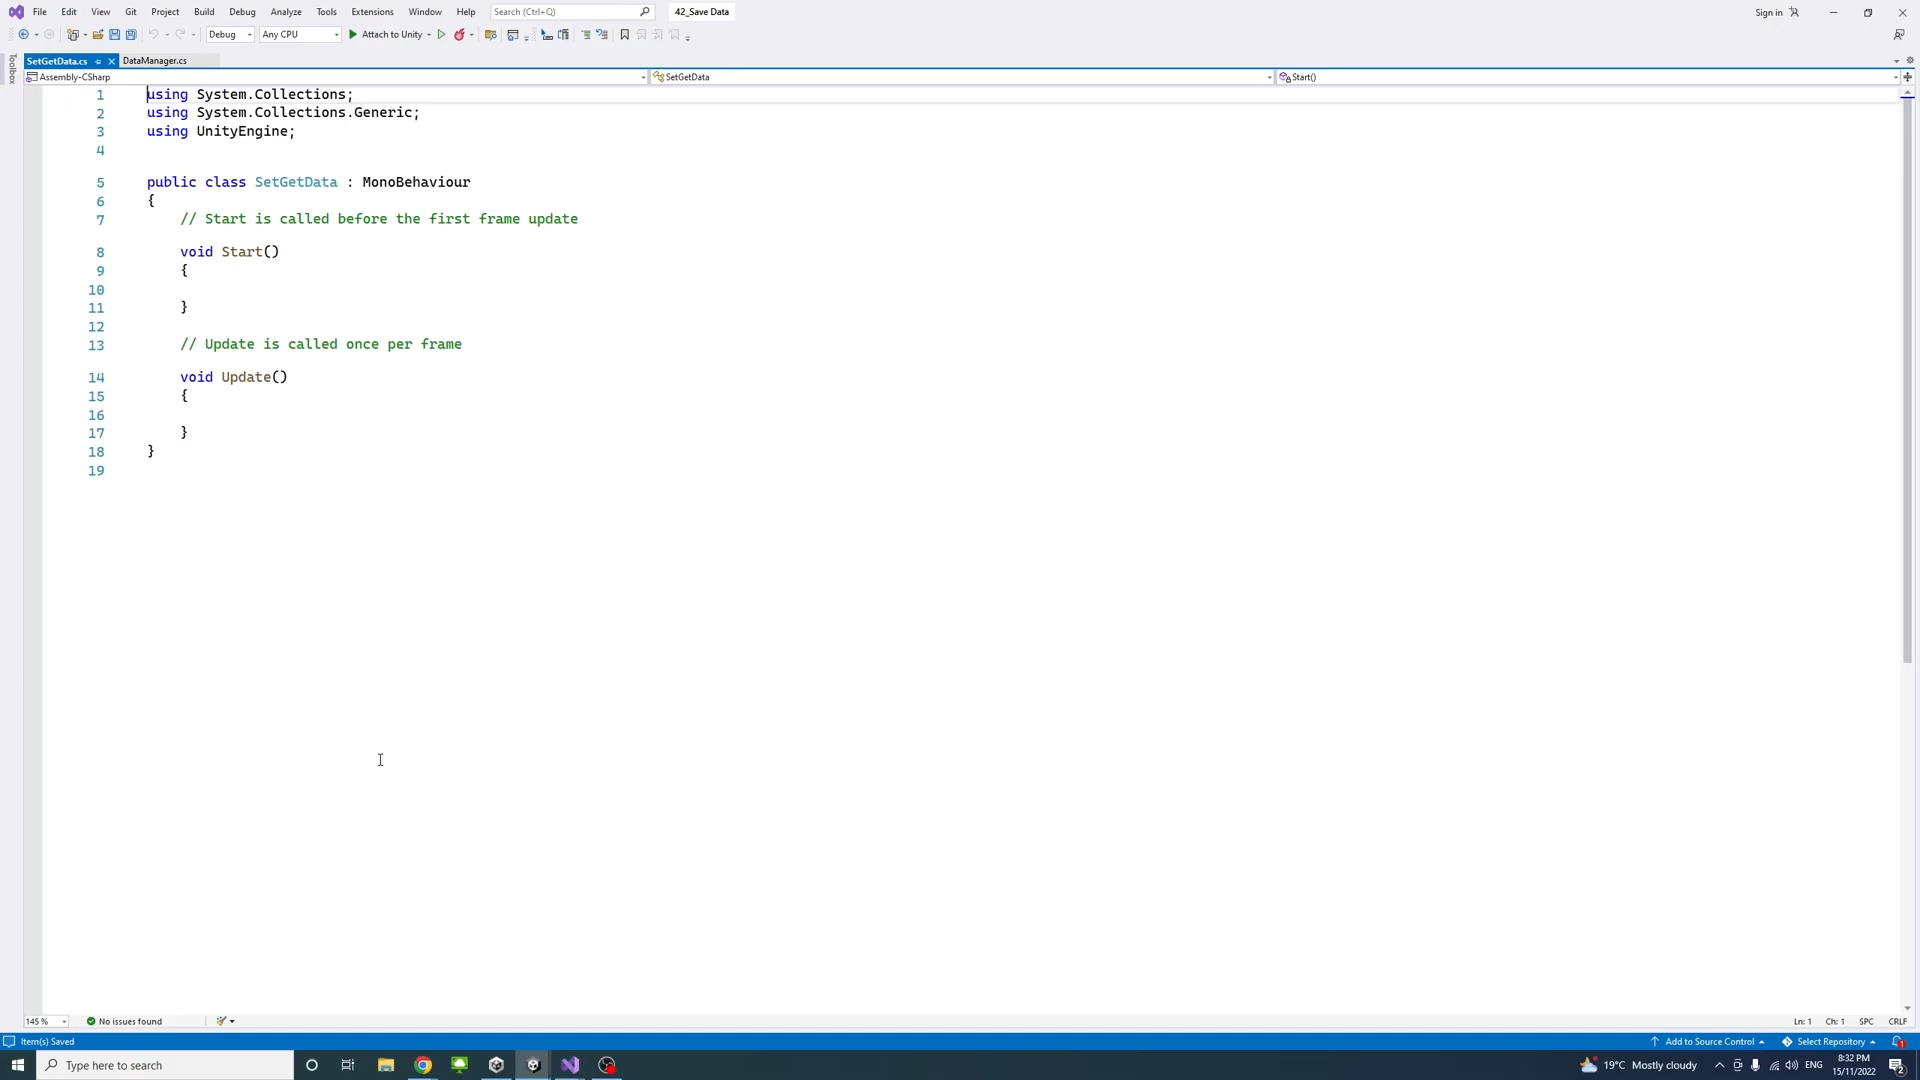 File Edit View Git Project Build Debug Analyze Tools Extensions Window Help Search (Ctrl+Q) 42_Save Data Sign in
Debug Any CPU Attach to Unity
Toolbox
SetGetData.cs DataManager.cs
Assembly-CSharp SetGetData Start()
1 using System.Collections;
2 using System.Collections.Generic;
3 using UnityEngine;
4
5 public class SetGetData : MonoBehaviour
6 {
7 // Start is called before the first frame update
8 void Start()
9 {
10
11 }
12
13 // Update is called once per frame
14 void Update()
15 {
16
17 }
18 }
19
145 % No issues found Ln: 1 Ch: 1 SPC CRLF
Item(s) Saved Add to Source Control Select Repository 1
Type here to search 19°C Mostly cloudy ENG 8:32 PM
15/11/2022 2